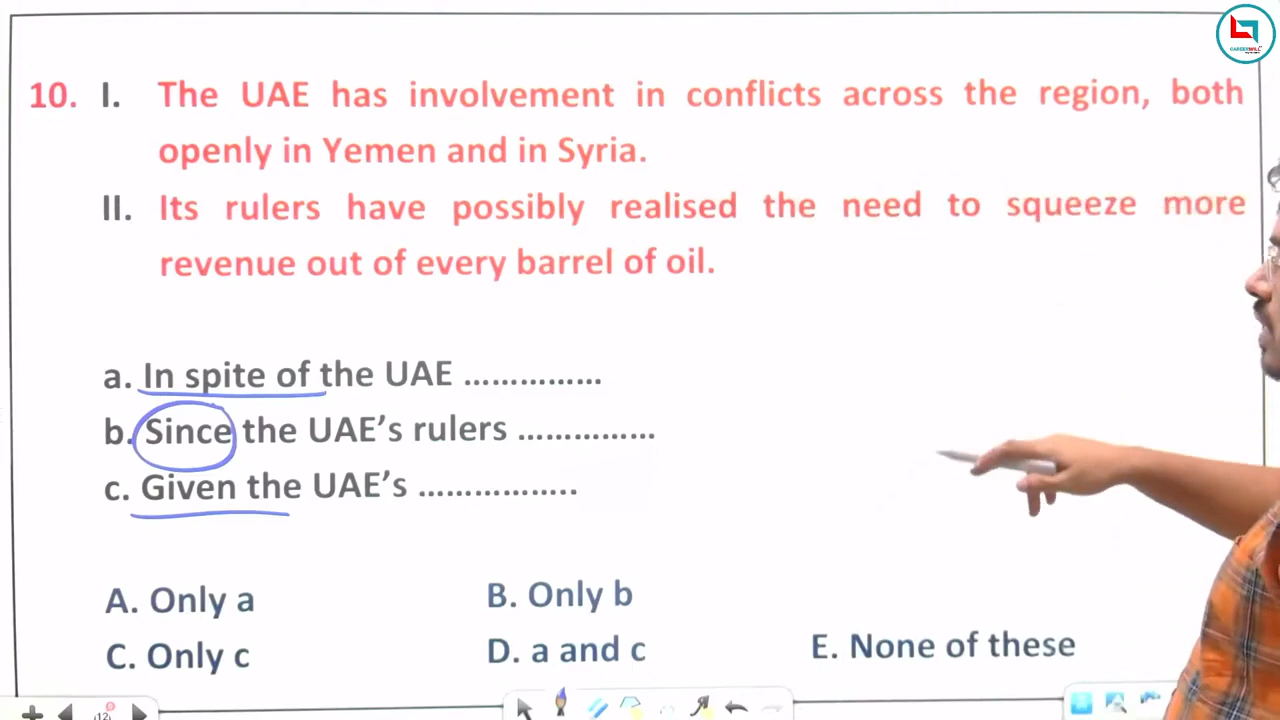 10. I. The UAE has involvement in conflicts across the region, both
openly in Yemen and in Syria.
II. Its rulers have possibly realised the need to squeeze more
revenue out of every barrel of oil.
a. In spite of the UAE ...............
b. Since the UAE’s rulers ...............
c. Given the UAE’s .................
A. Only a
B. Only b
C. Only c
D. a and c
E. None of these
12